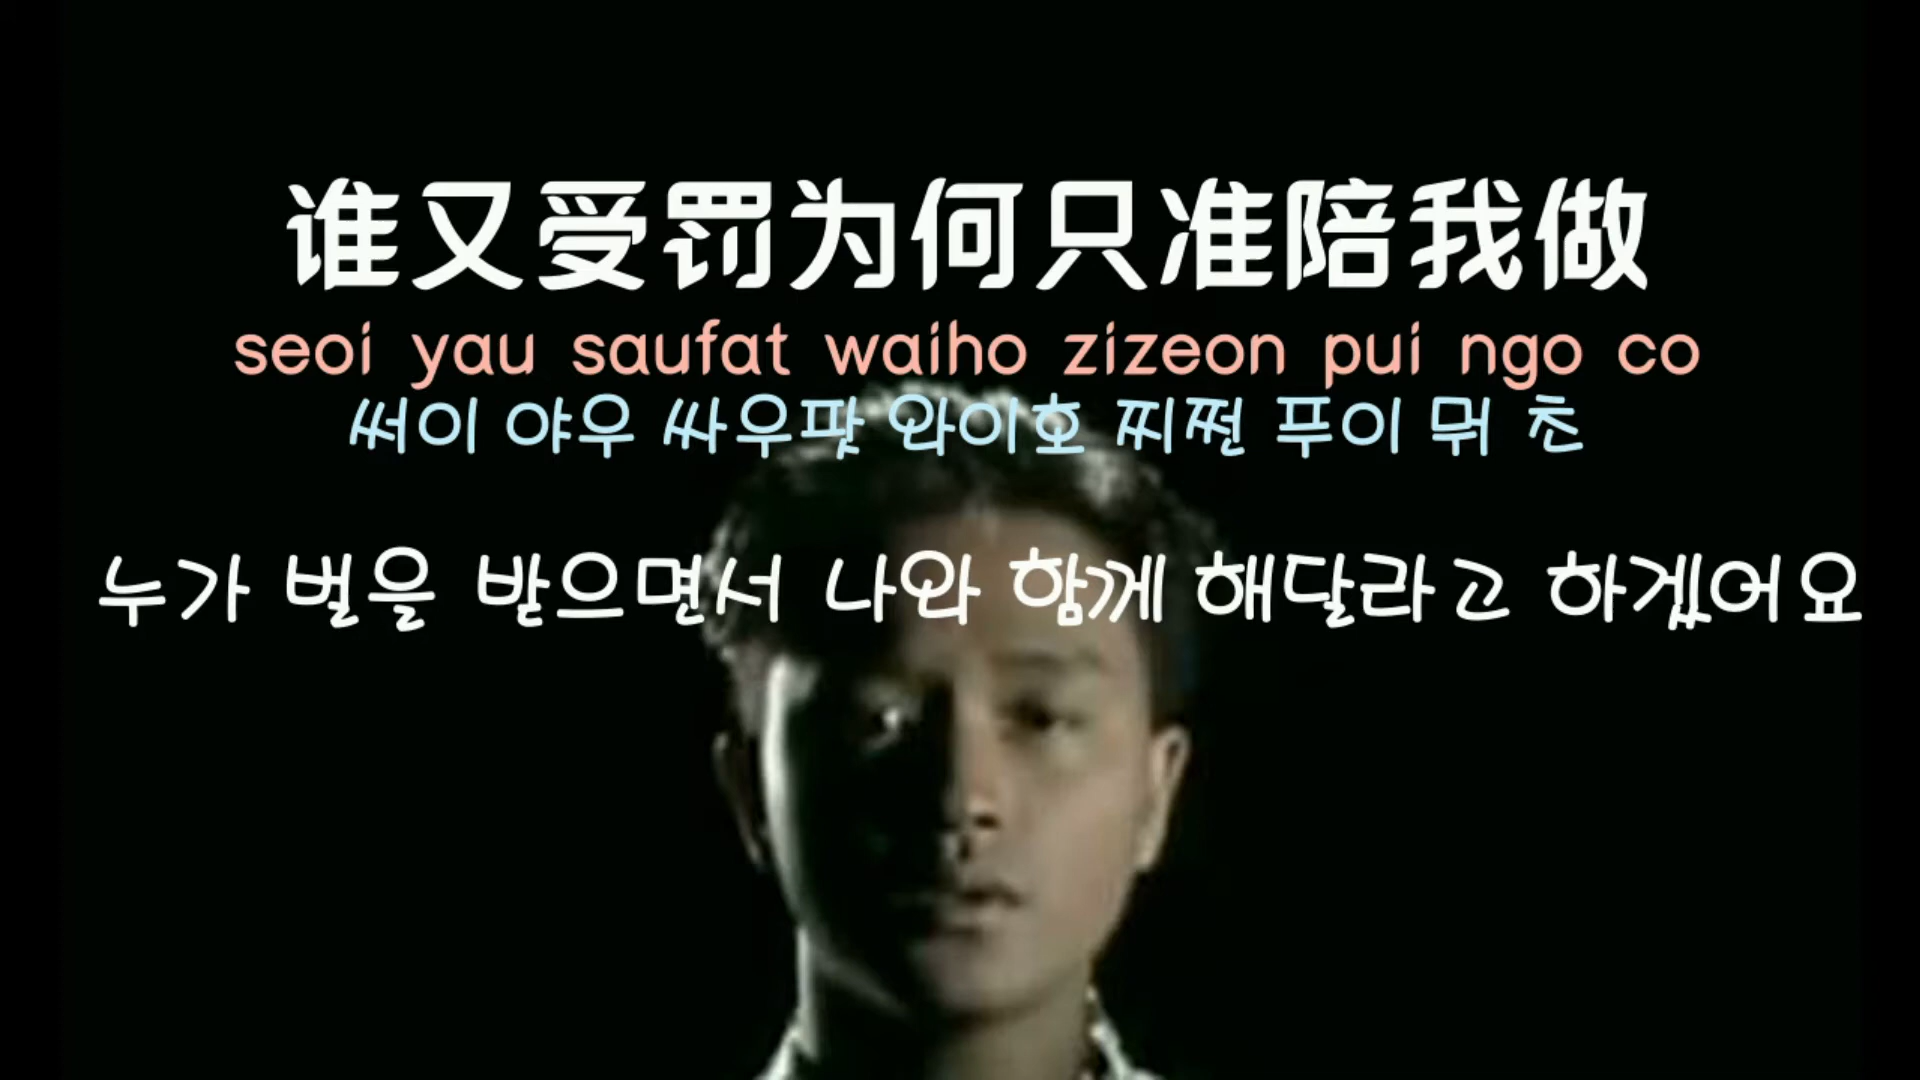 谁又受罚为何只准陪我做
seoi yau saufat waiho zizeon pui ngo co
써이 야우 싸우팟 와이호 찌쩐 푸이 뭐 초
누가 벌을 받으면서 나와 함께 해달라고 하겠어요